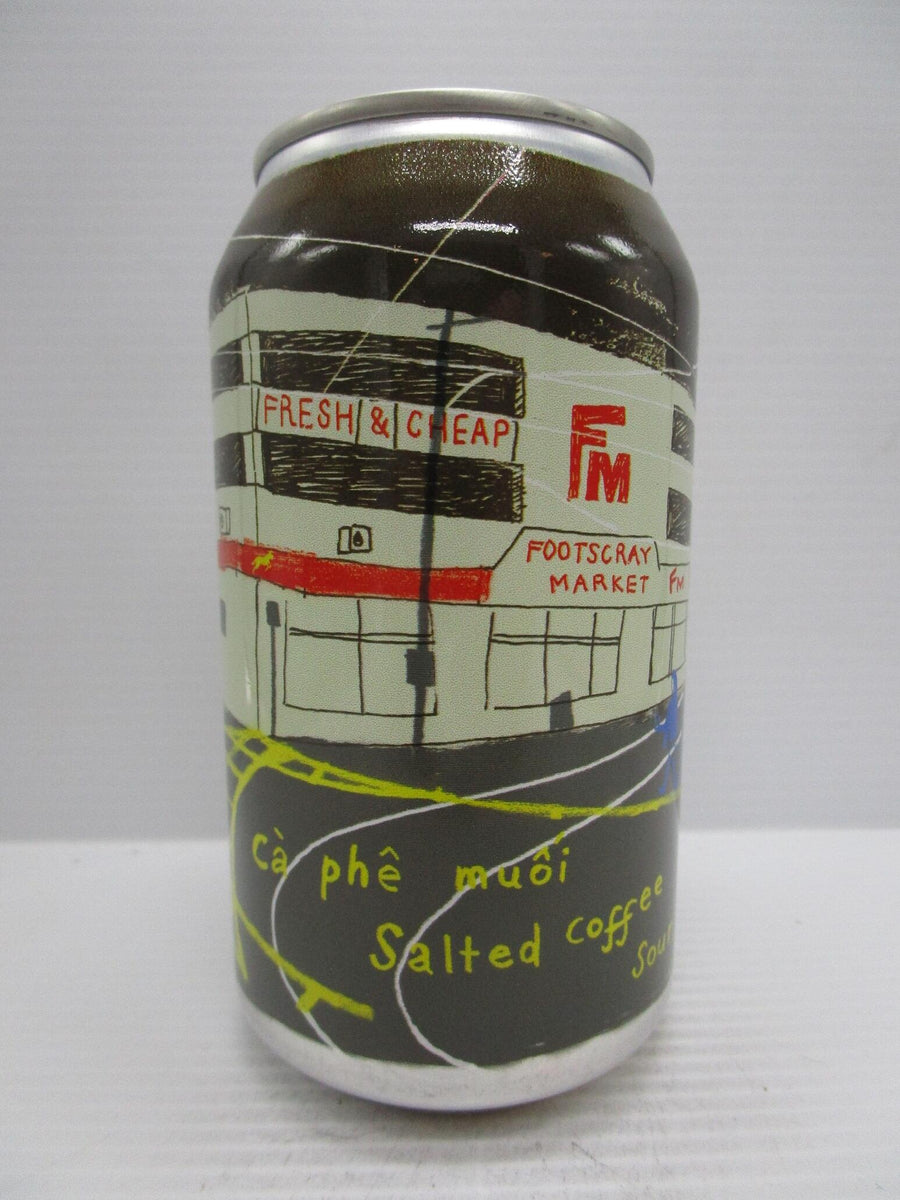 FRESH & CHEAP
FM
FOOTSCRAY
MARKET
FM
cà phê muối
Salted coffee